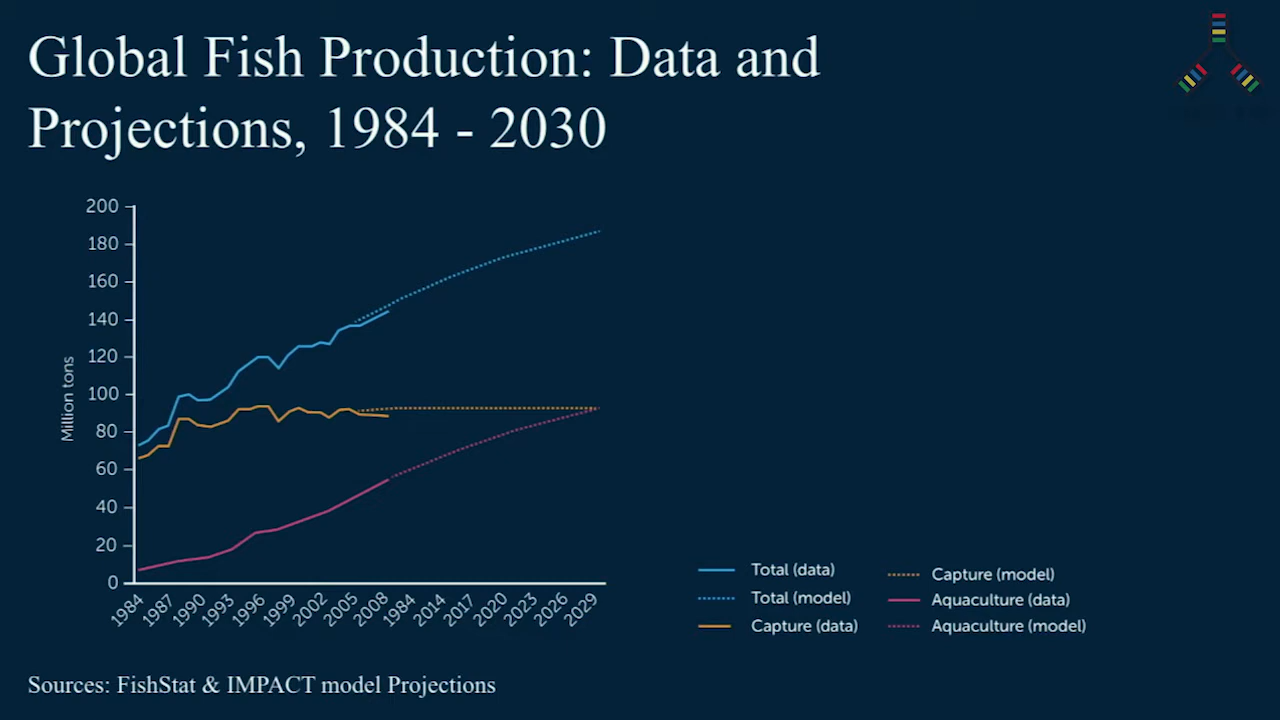 Global Fish Production: Data and
Projections, 1984 - 2030
200
180
160
140
120
100
80
60
40
20
0
Million tons
1984
1987
1990
1993
1996
1999
2002
2005
2008
1984
2014
2017
2020
2023
2026
2029
Total (data)
Total (model)
Capture (data)
Capture (model)
Aquaculture (data)
Aquaculture (model)
Sources: FishStat & IMPACT model Projections